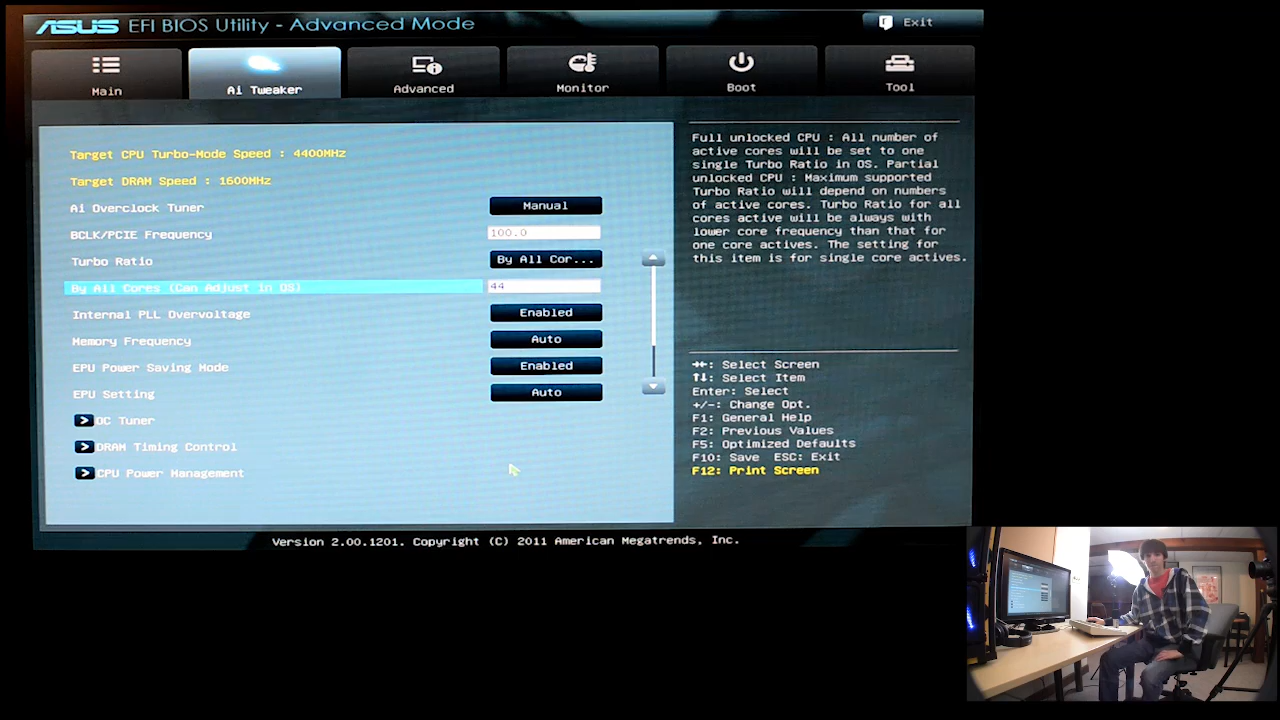 ASUS EFI BIOS Utility - Advanced Mode
Exit
Main
Ai Tweaker
Advanced
Monitor
Boot
Tool
Target CPU Turbo-Mode Speed : 4400MHz
Target DRAM Speed : 1600MHz
Ai Overclock Tuner Manual
BCLK/PCIE Frequency 100.0
Turbo Ratio By All Cor...
By All Cores (Can Adjust in OS) 44
Internal PLL Overvoltage Enabled
Memory Frequency Auto
EPU Power Saving Mode Enabled
EPU Setting Auto
> OC Tuner
> DRAM Timing Control
> CPU Power Management
Full unlocked CPU : All number of
active cores will be set to one
single Turbo Ratio in OS. Partial
unlocked CPU : Maximum supported
Turbo Ratio will depend on numbers
of active cores. Turbo Ratio for all
cores active will be always with
lower core frequency than that for
one core actives. The setting for
this item is for single core actives.
→←: Select Screen
↑↓: Select Item
Enter: Select
+/-: Change Opt.
F1: General Help
F2: Previous Values
F5: Optimized Defaults
F10: Save ESC: Exit
F12: Print Screen
Version 2.00.1201. Copyright (C) 2011 American Megatrends, Inc.